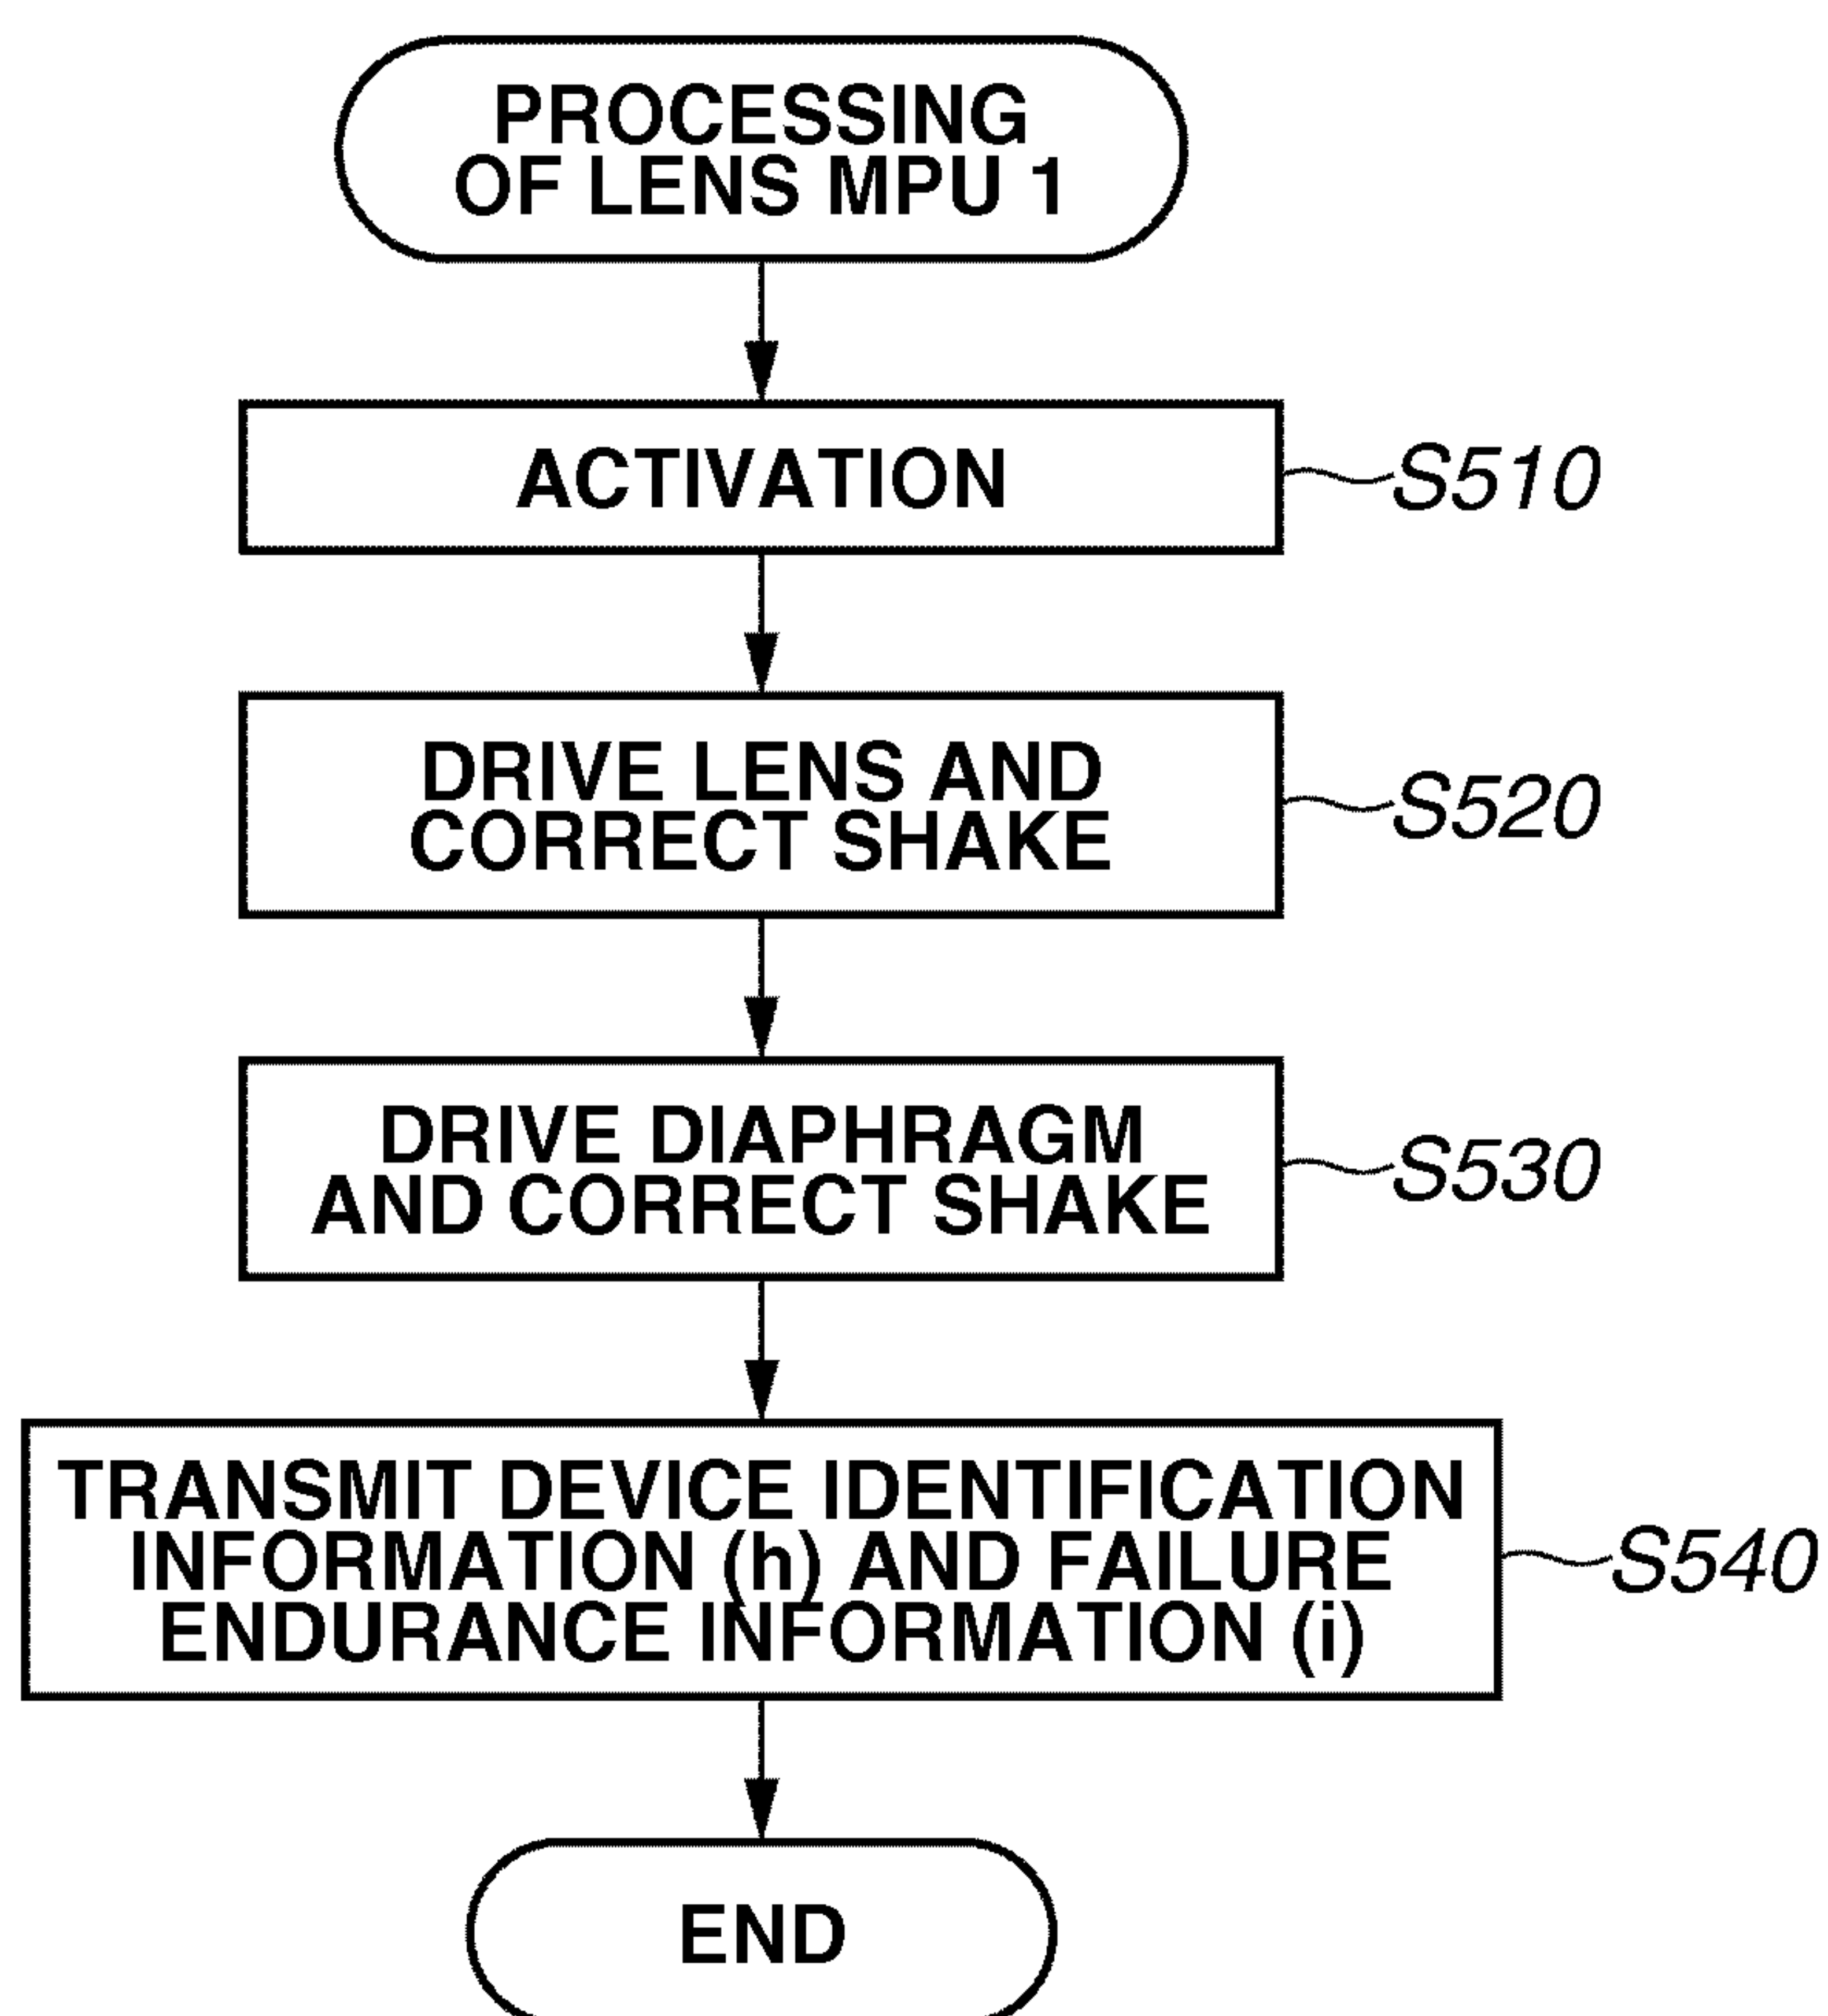 PROCESSING
OF LENS MPU 1
ACTIVATION
S510
DRIVE LENS AND
CORRECT SHAKE
S520
DRIVE DIAPHRAGM
AND CORRECT SHAKE
S530
TRANSMIT DEVICE IDENTIFICATION
INFORMATION (h) AND FAILURE
ENDURANCE INFORMATION (i)
S540
END